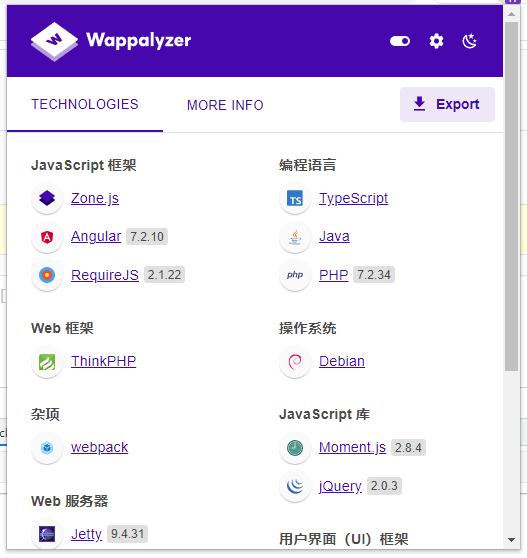 Wappalyzer
TECHNOLOGIES
MORE INFO
Export
JavaScript 框架
Zone.js
Angular 7.2.10
RequireJS 2.1.22
Web 框架
ThinkPHP
杂项
webpack
Web 服务器
Jetty 9.4.31
编程语言
TypeScript
Java
PHP 7.2.34
操作系统
Debian
JavaScript 库
Moment.js 2.8.4
jQuery 2.0.3
用户界面（UI）框架